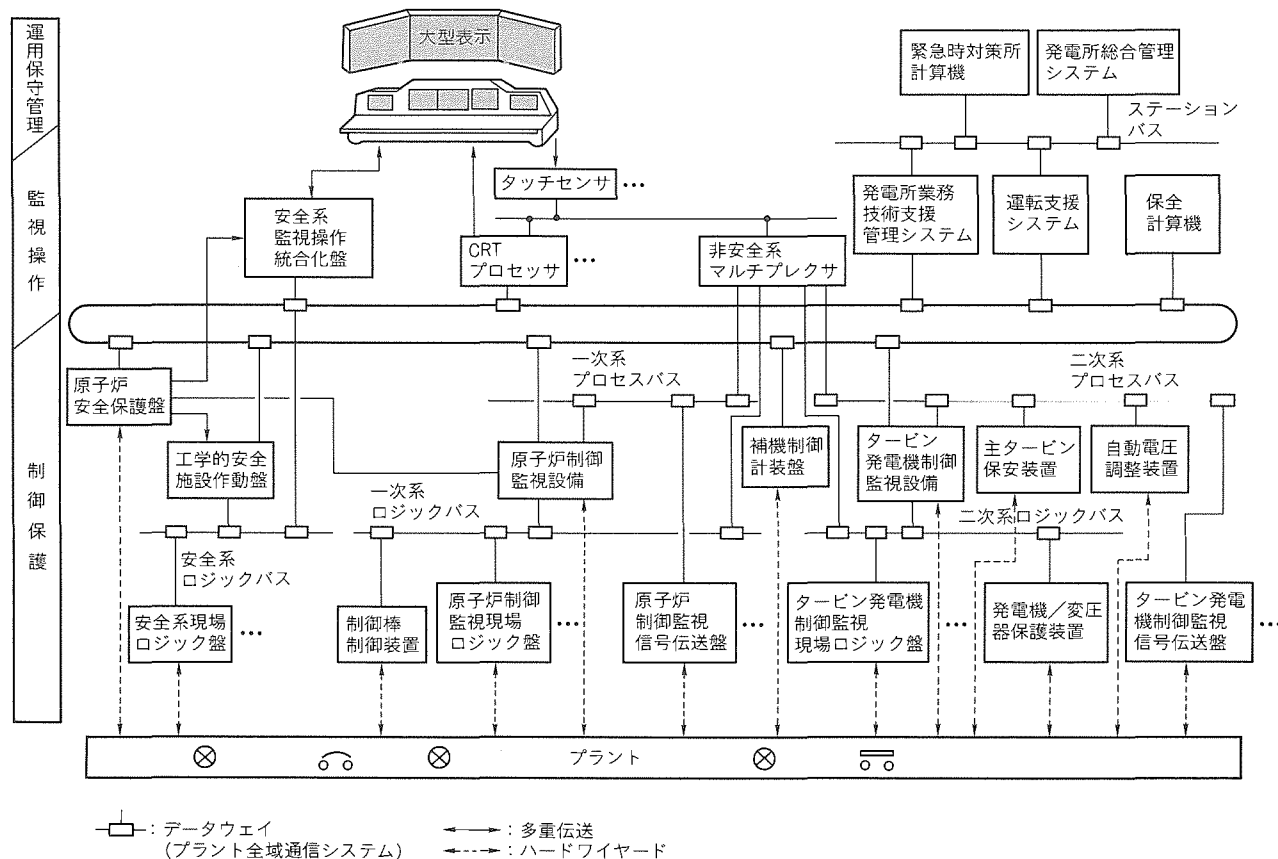 運用保守管理
監視操作
制御保護
大型表示
緊急時対策所
計算機
発電所総合管理
システム
ステーション
バス
タッチセンサ
…
安全系
監視操作
統合化盤
CRT
プロセッサ
…
非安全系
マルチプレクサ
発電所業務
技術支援
管理システム
運転支援
システム
保全
計算機
原子炉
安全保護盤
一次系
プロセスバス
二次系
プロセスバス
工学的安全
施設作動盤
原子炉制御
監視設備
補機制御
計装盤
タービン
発電機制御
監視設備
主タービン
保安装置
自動電圧
調整装置
一次系
ロジックバス
二次系ロジックバス
安全系
ロジックバス
安全系現場
ロジック盤
…
制御棒
制御装置
原子炉制御
監視現場
ロジック盤
…
原子炉
制御監視
信号伝送盤
…
タービン発電機
制御監視
現場ロジック盤
…
発電機／変圧
器保護装置
タービン発電
機制御監視
信号伝送盤
…
プラント
：データウェイ
(プラント全域通信システム)
：多重伝送
：ハードワイヤード